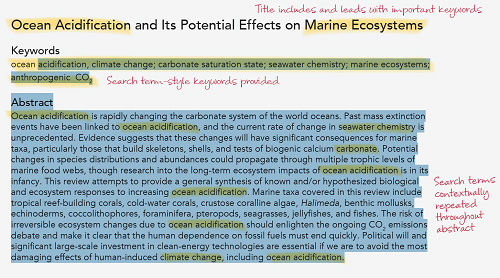 Title includes and leads with important keywords
Ocean Acidification and Its Potential Effect on Marine Ecosystems
Keywords
ocean acidification, climate change; carbonate saturation state; seawater chemistry; marine ecosystems;
anthropogenic CO₂
Search term-style keywords provided
Abstract
Ocean acidification is rapidly changing the carbonate system of the world oceans. Past mass extinction
events have been linked to ocean acidification, and the current rate of change in seawater chemistry is
unprecedented. Evidence suggests that these changes will have significant consequences for marine
taxa, particularly those that build skeletons, shells, and tests of biogenic calcium carbonate. Potential
changes in species distributions and abundances could propagate through multiple trophic levels of
marine food webs, though research into the long-term ecosystem impacts of ocean acidification is in its
infancy. This review attempts to provide a general synthesis of known and/or hypothesized biological
and ecosystem responses to increasing ocean acidification. Marine taxa covered in this review include
tropical reef-building corals, cold-water corals, crustose coralline algae, Halimeda, benthic mollusks,
echinoderms, coccolithophores, foraminifera, pteropods, seagrasses, jellyfishes, and fishes. The risk of
irreversible ecosystem changes due to ocean acidification should enlighten the ongoing CO₂ emissions
debate and make it clear that the human dependence on fossil fuels must end quickly. Political will and
significant large-scale investment in clean-energy technologies are essential if we are to avoid the most
damaging effects of human-induced climate change, including ocean acidification.
Search terms
contextually
repeated
throughout
abstract